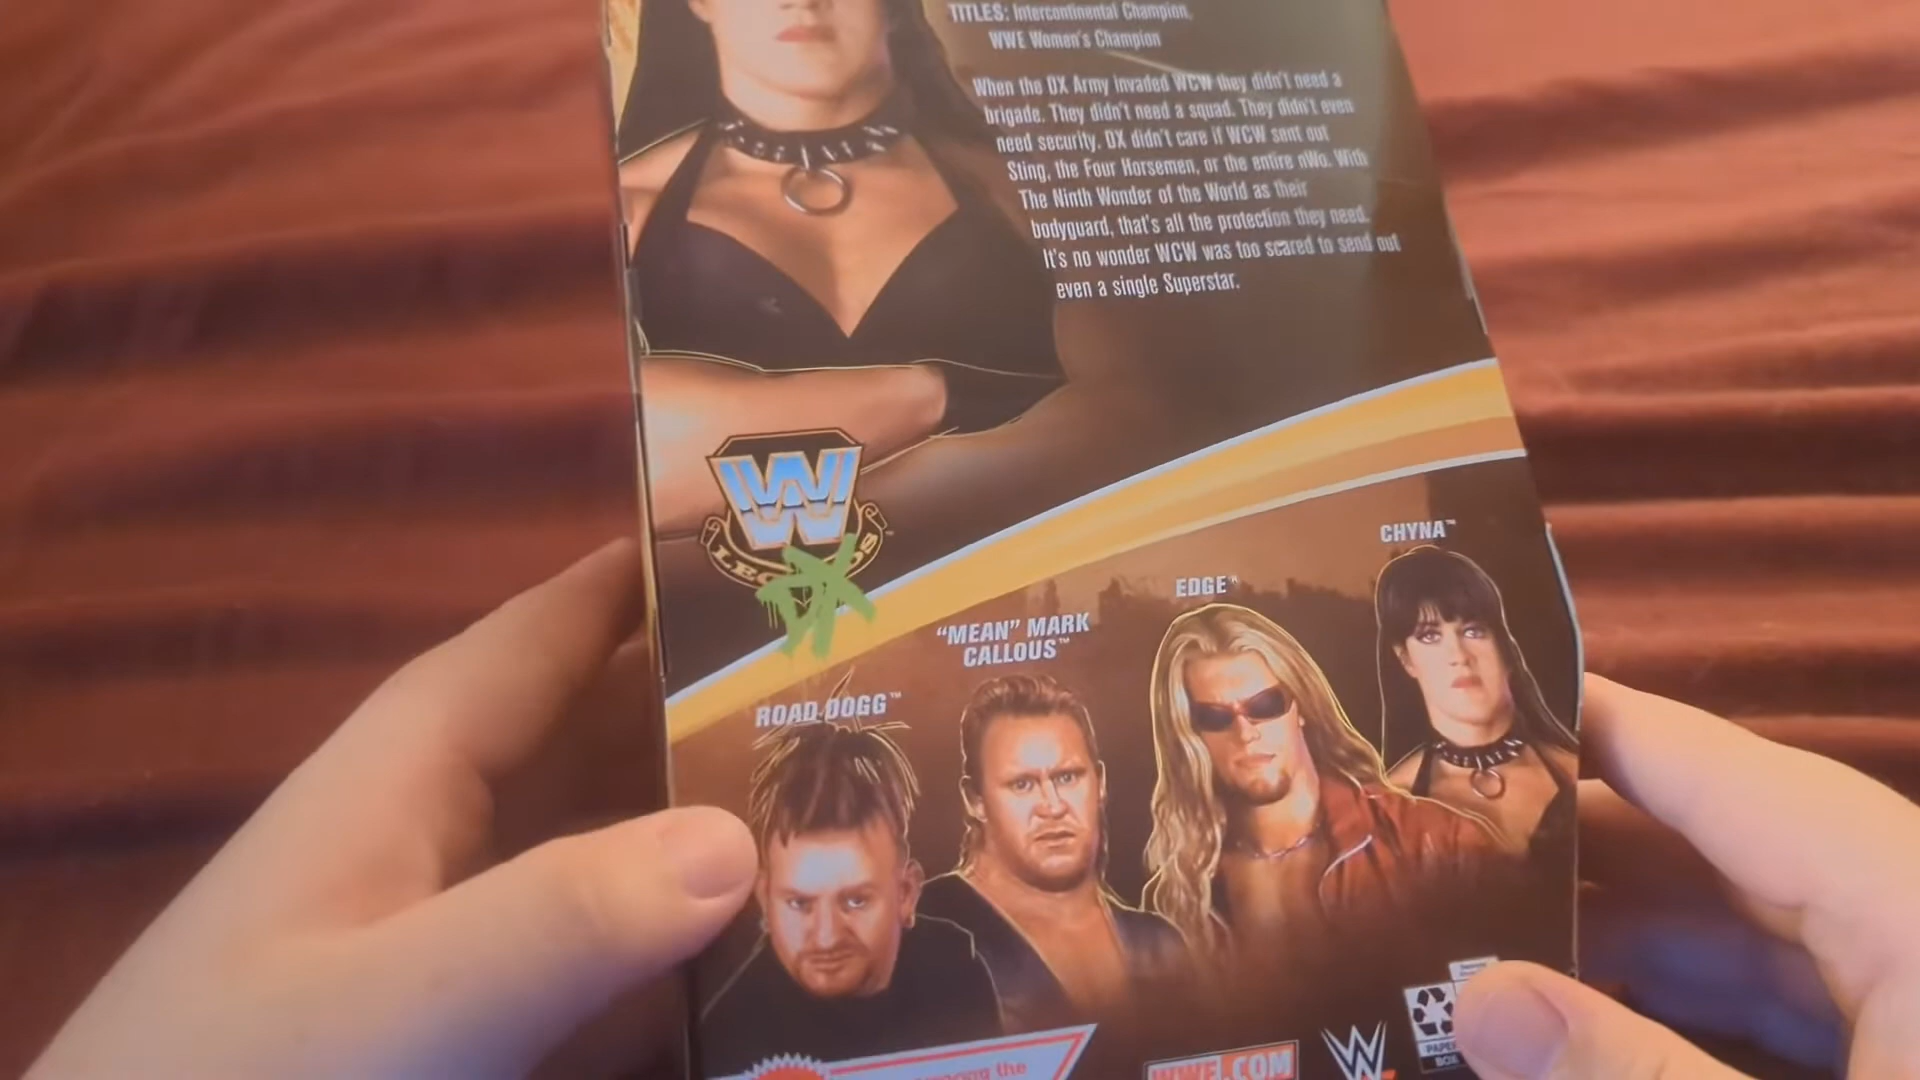 TITLES: Intercontinental Champion,
WWE Women's Champion
When the DX Army invaded WCW they didn't need a
brigade. They didn't need a squad. They didn't even
need security. DX didn't care if WCW sent out
Sting, the Four Horsemen, or the entire nWo. With
The Ninth Wonder of the World as their
bodyguard, that's all the protection they need.
It's no wonder WCW was too scared to send out
even a single Superstar.
W
LEGENDS
DX
CHYNA™
EDGE™
"MEAN" MARK
CALLOUS™
ROAD DOGG™
the
WWE.COM
W
PAPER
BOX